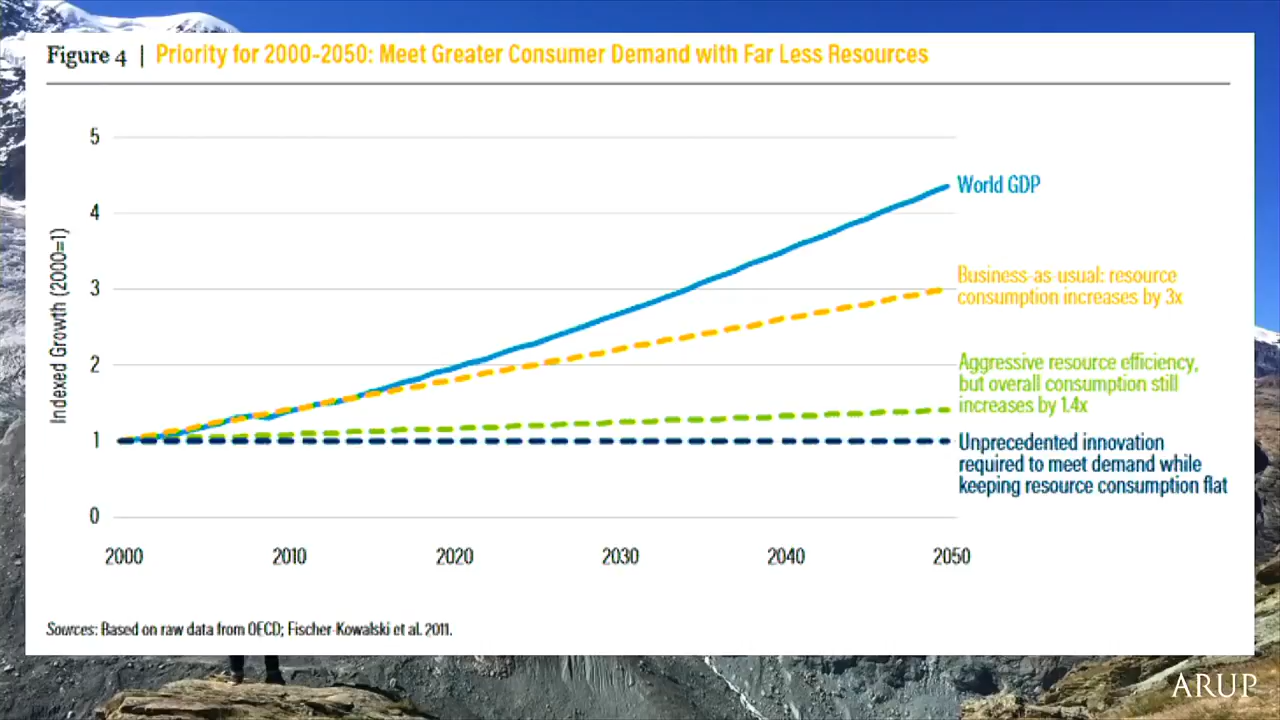 Figure 4 | Priority for 2000–2050: Meet Greater Consumer Demand with Far Less Resources
5
World GDP
4
Indexed Growth (2000=1)
Business-as-usual: resource
consumption increases by 3x
3
2
Aggressive resource efficiency,
but overall consumption still
increases by 1.4x
1
Unprecedented innovation
required to meet demand while
keeping resource consumption flat
0
2000 2010 2020 2030 2040 2050
Sources: Based on raw data from OECD; Fischer-Kowalski et al. 2011.
ARUP